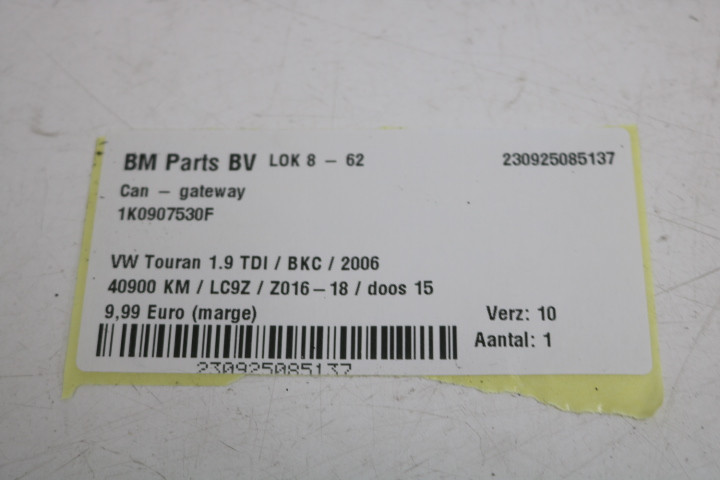 BM Parts BV LOK 8 - 62 230925085137
Can - gateway
1K0907530F
VW Touran 1.9 TDI / BKC / 2006
40900 KM / LC9Z / Z016-18 / doos 15
9,99 Euro (marge) Verz: 10
Aantal: 1
230925085137